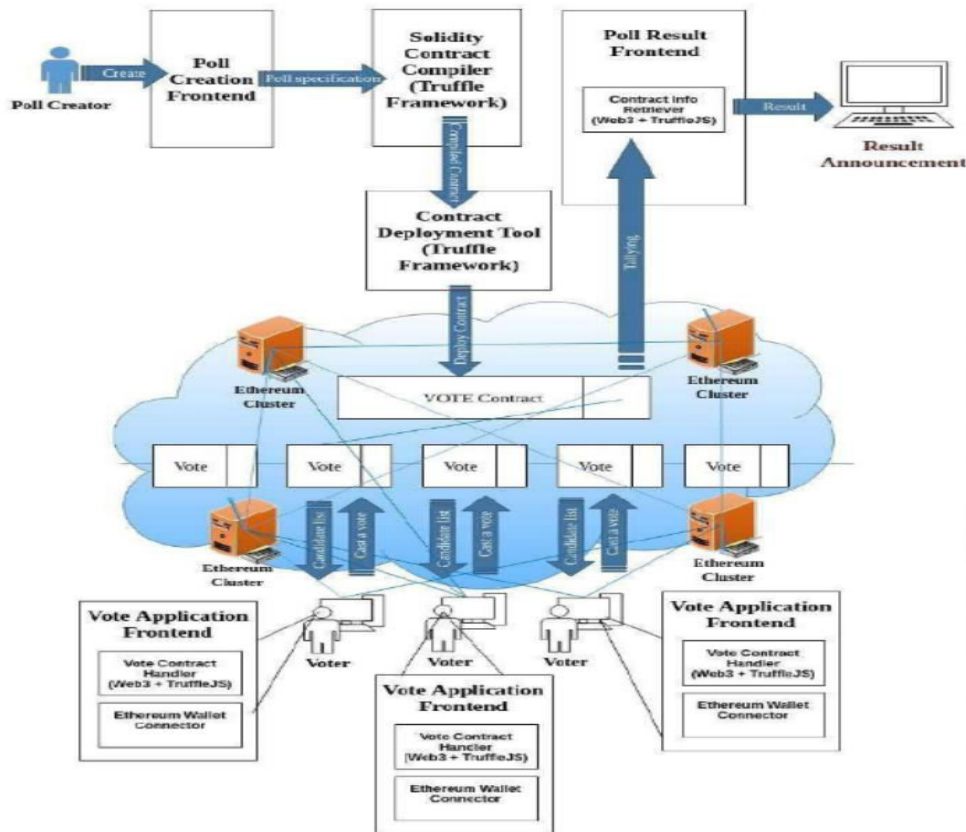 Poll Creator
Create
Poll
Creation
Frontend
Poll specification
Solidity
Contract
Compiler
(Truffle
Framework)
Compiled Contract
Contract
Deployment Tool
(Truffle
Framework)
Deploy Contract
Poll Result
Frontend
Contract Info
Retriever
(Web3 + TruffleJS)
Result
Result
Announcement
Tallying
Ethereum
Cluster
Ethereum
Cluster
VOTE Contract
Vote
Vote
Vote
Vote
Vote
Candidate list
Cast a vote
Candidate list
Cast a vote
Candidate list
Cast a vote
Ethereum
Cluster
Ethereum
Cluster
Voter
Voter
Voter
Vote Application
Frontend
Vote Contract
Handler
(Web3 + TruffleJS)
Ethereum Wallet
Connector
Vote Application
Frontend
Vote Contract
Handler
(Web3 + TruffleJS)
Ethereum Wallet
Connector
Vote Application
Frontend
Vote Contract
Handler
(Web3 + TruffleJS)
Ethereum Wallet
Connector